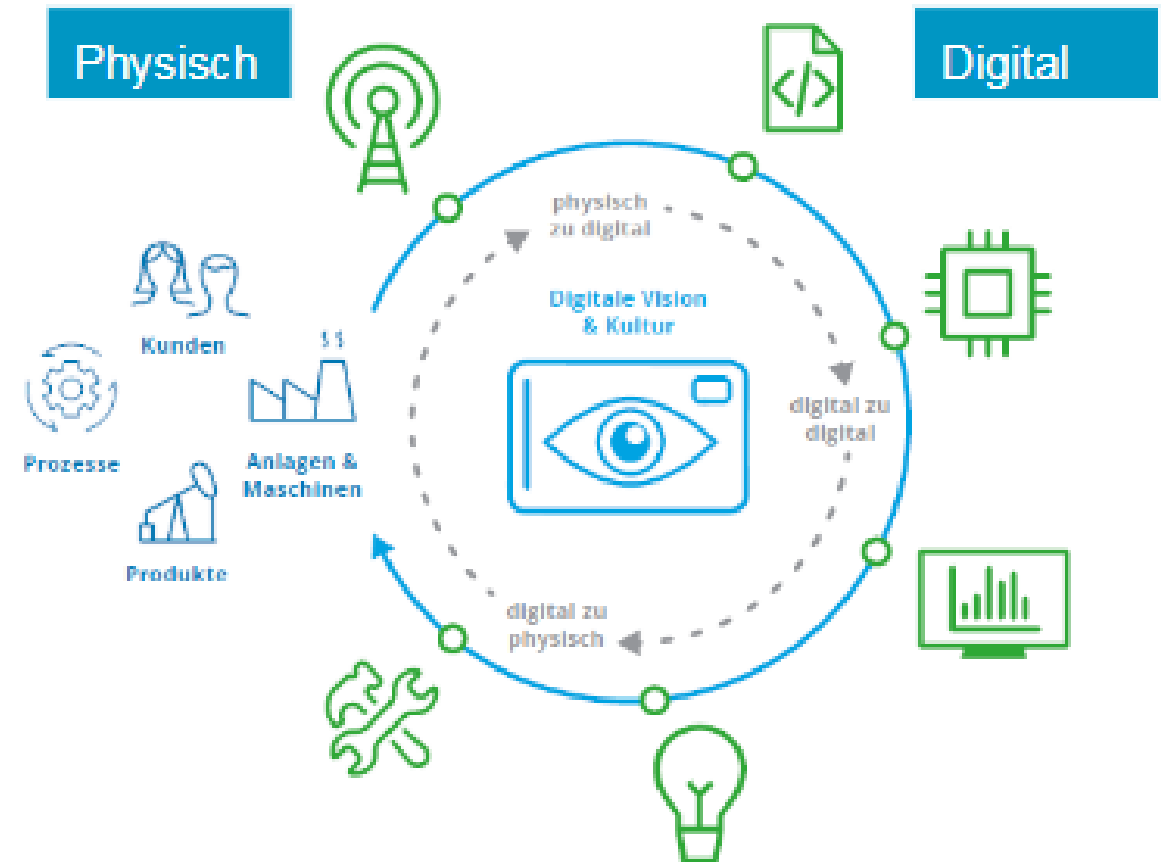 Physisch
Digital
physisch
zu digital
Digitale Vision
& Kultur
Kunden
$ $
digital zu
digital
Prozesse
Anlagen &
Maschinen
Produkte
digital zu
physisch
</>